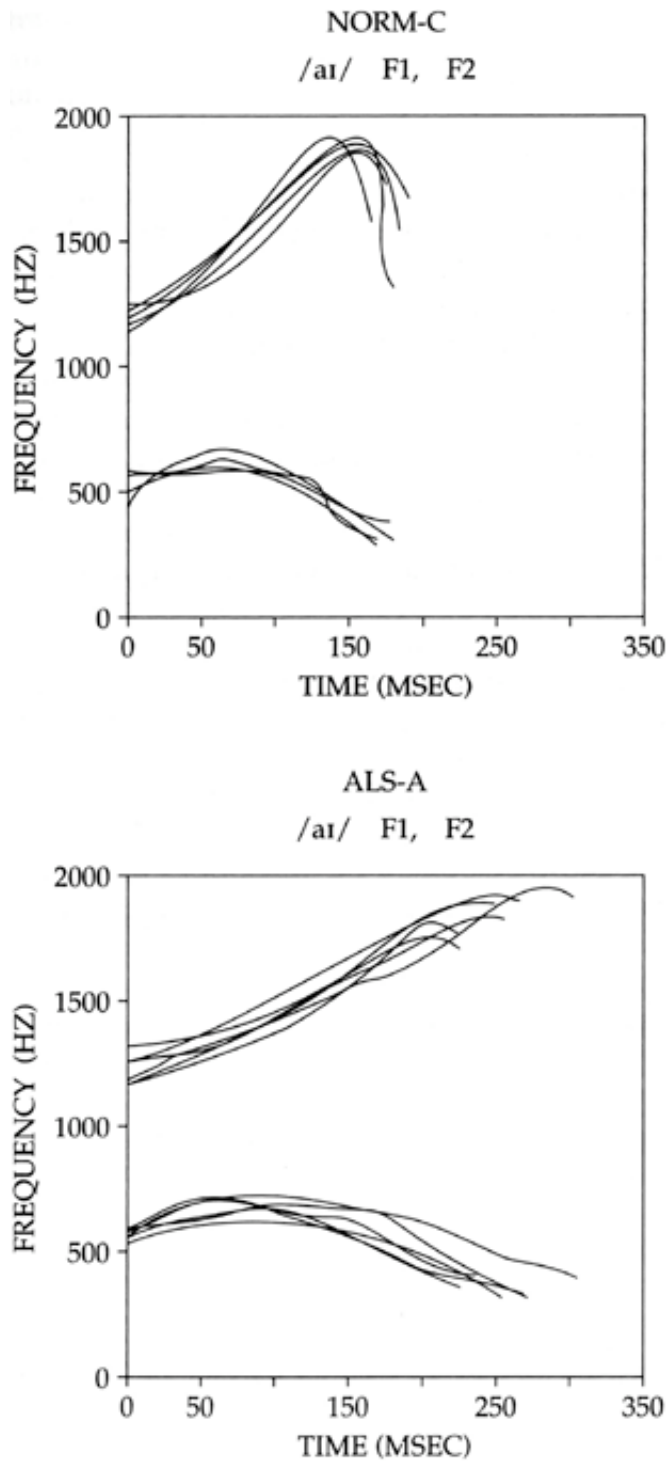 NORM-C
/aɪ/ F1, F2
2000
1500
1000
500
0
FREQUENCY (HZ)
0 50 150 250 350
TIME (MSEC)
ALS-A
/aɪ/ F1, F2
2000
1500
1000
500
0
FREQUENCY (HZ)
0 50 150 250 350
TIME (MSEC)